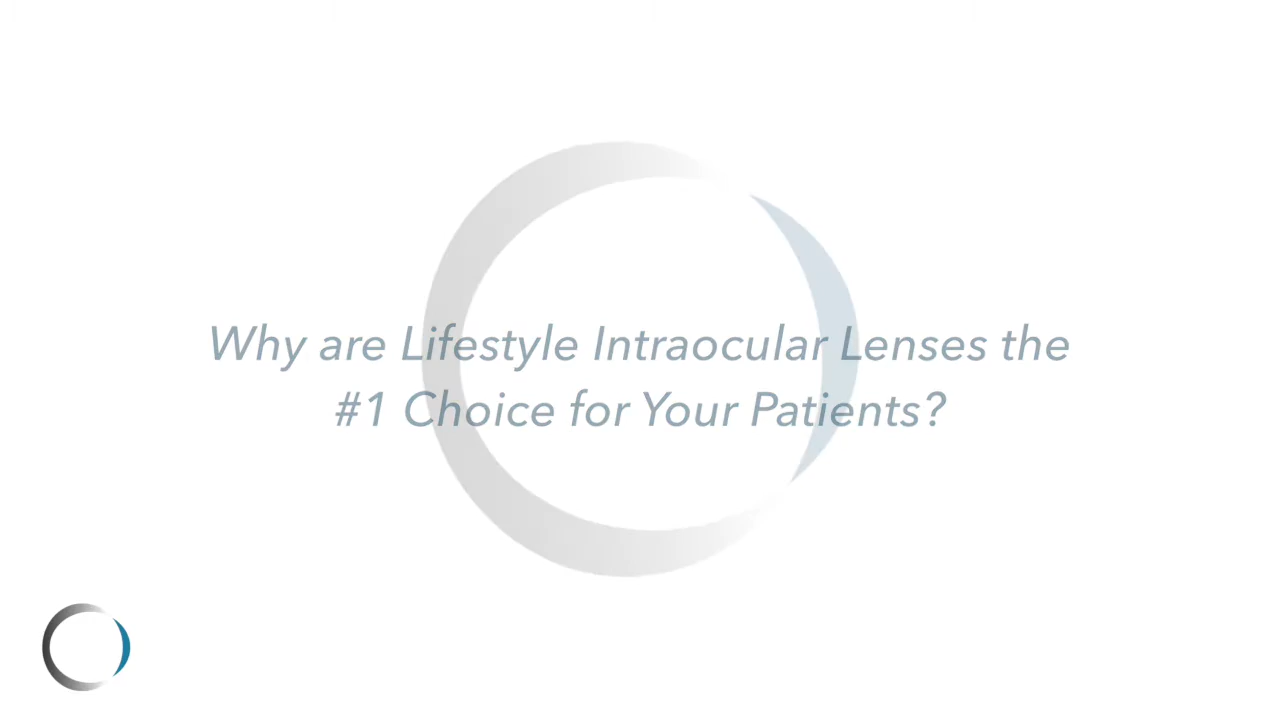 Why are Lifestyle Intraocular Lenses the
#1 Choice for Your Patients?